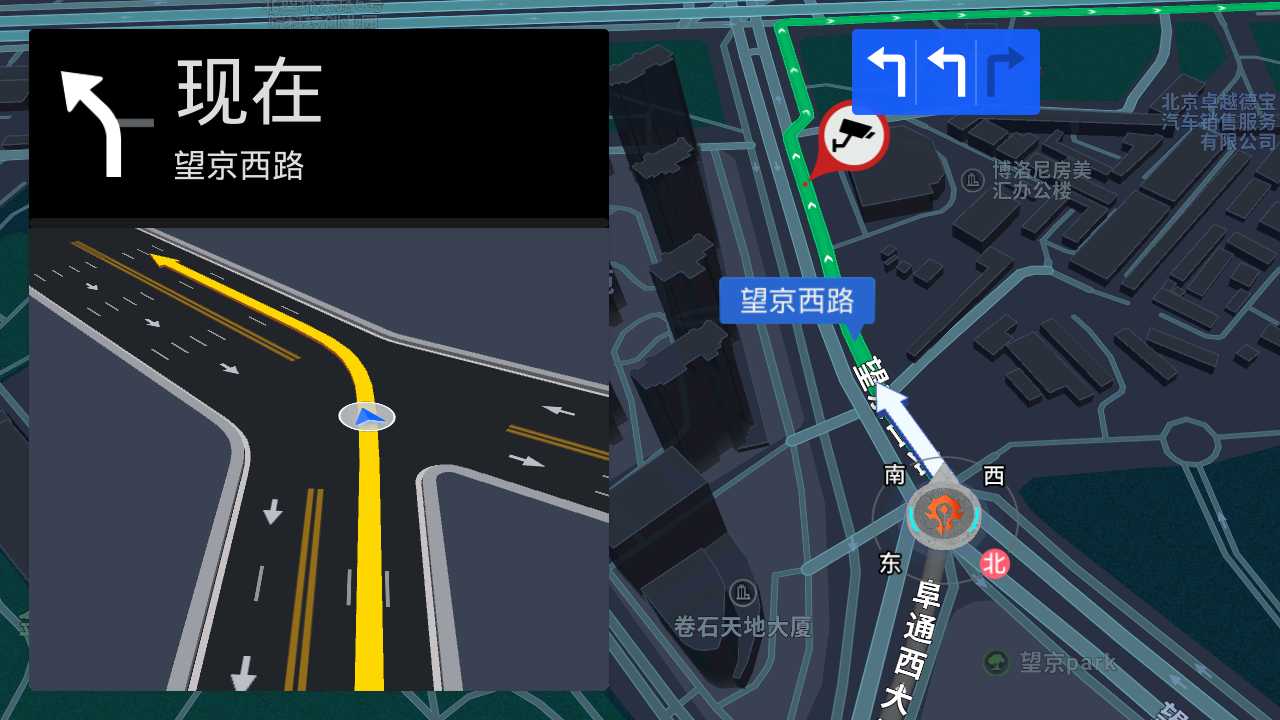 现在
望京西路
北京卓越德宝
汽车销售服务
有限公司
博洛尼房美
汇办公楼
望京西路
望
南
西
东
北
阜通西大
卷石天地大厦
望京park
望